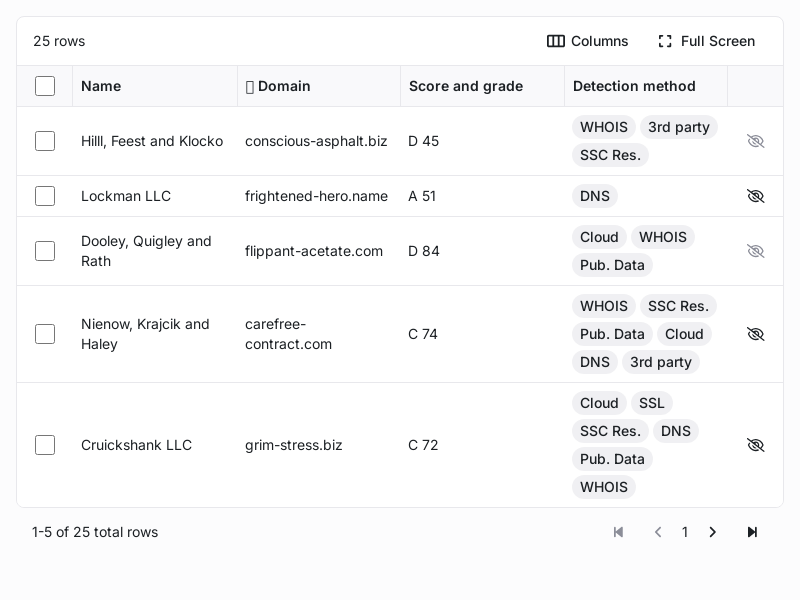 25 rows
Columns
Full Screen
Name
Domain
Score and grade
Detection method
Hilll, Feest and Klocko
conscious-asphalt.biz
D 45
WHOIS 3rd party
SSC Res.
Lockman LLC
frightened-hero.name
A 51
DNS
Dooley, Quigley and
Rath
flippant-acetate.com
D 84
Cloud WHOIS
Pub. Data
Nienow, Krajcik and
Haley
carefree-
contract.com
C 74
WHOIS SSC Res.
Pub. Data Cloud
DNS 3rd party
Cruickshank LLC
grim-stress.biz
C 72
Cloud SSL
SSC Res. DNS
Pub. Data
WHOIS
1-5 of 25 total rows
1